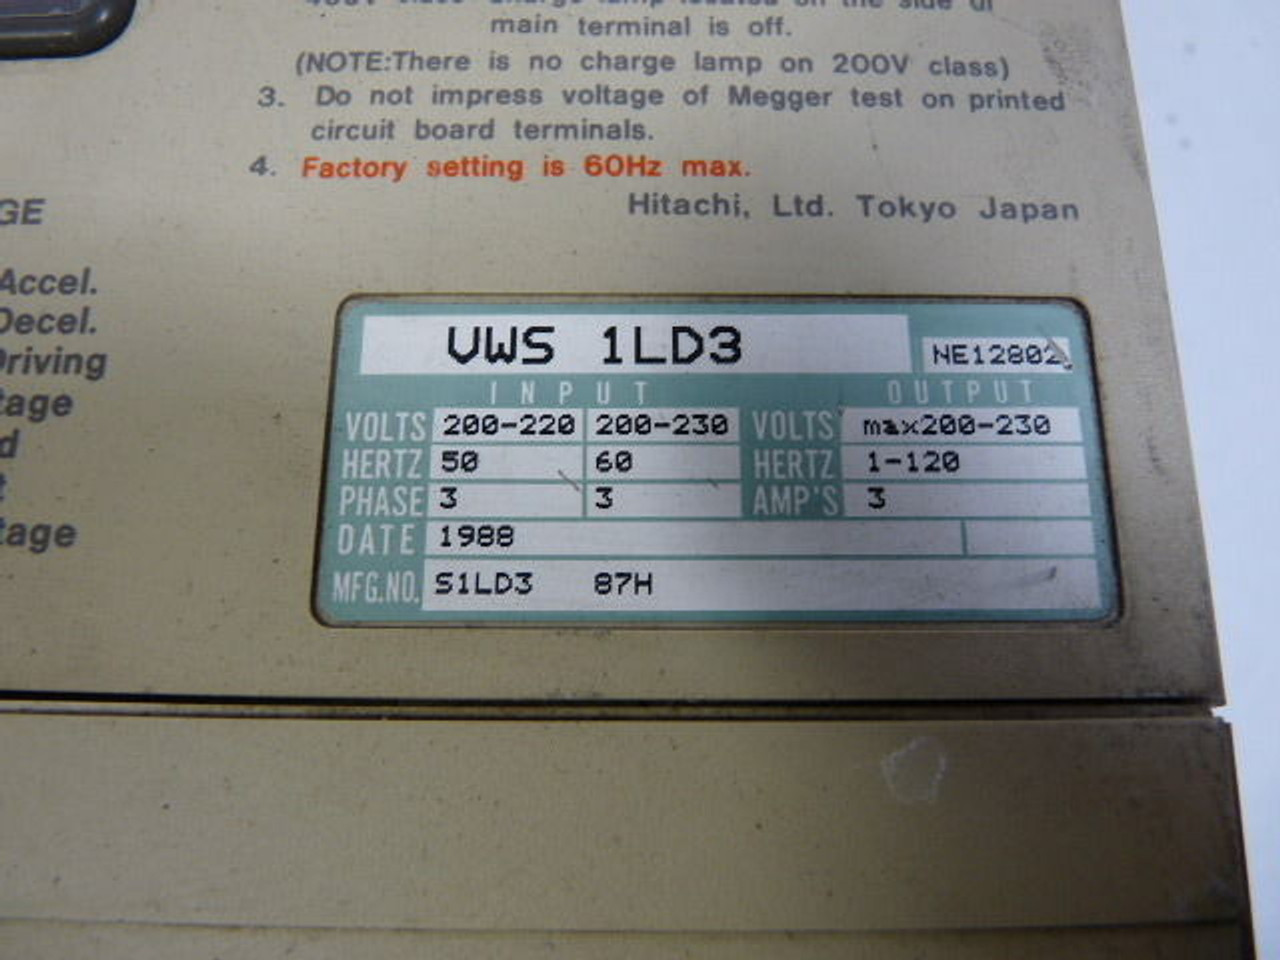 main terminal is off.
(NOTE:There is no charge lamp on 200V class)
3. Do not impress voltage of Megger test on printed
circuit board terminals.
4. Factory setting is 60Hz max.
Hitachi, Ltd. Tokyo Japan
GE
Accel.
Decel.
Driving
tage
d
t
tage
VWS 1LD3 NE12802
INPUT OUTPUT
VOLTS 200-220 200-230 VOLTS max200-230
HERTZ 50 60 HERTZ 1-120
PHASE 3 3 AMP'S 3
DATE 1988
MFG.NO. S1LD3 87H